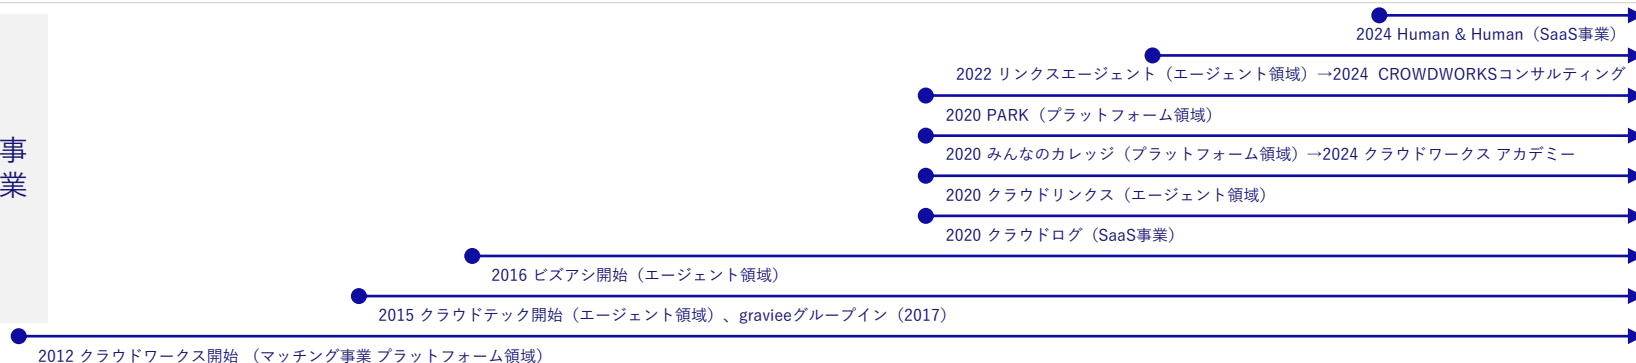 事業
2024 Human & Human（SaaS事業）
2022 リンクスエージェント（エージェント領域）→2024 CROWDWORKSコンサルティング
2020 PARK（プラットフォーム領域）
2020 みんなのカレッジ（プラットフォーム領域）→2024 クラウドワークス アカデミー
2020 クラウドリンクス（エージェント領域）
2020 クラウドログ（SaaS事業）
2016 ビズアシ開始（エージェント領域）
2015 クラウドテック開始（エージェント領域）、gravieeグループイン（2017）
2012 クラウドワークス開始 （マッチング事業 プラットフォーム領域）